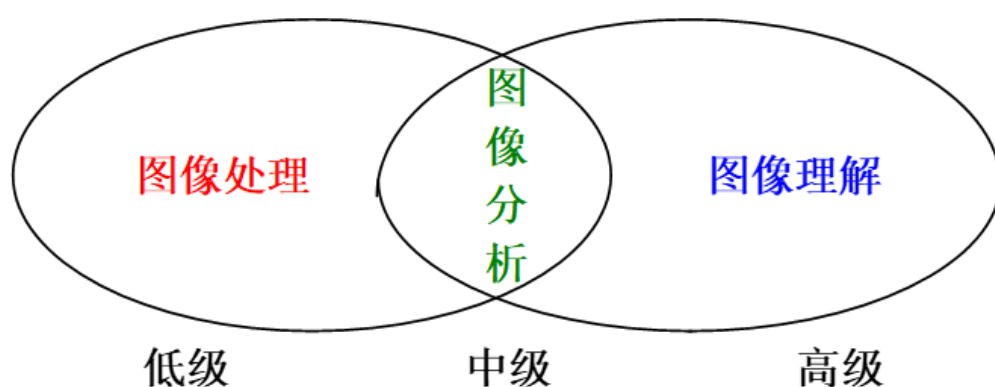 图像处理
图像分析
图像理解
低级
中级
高级